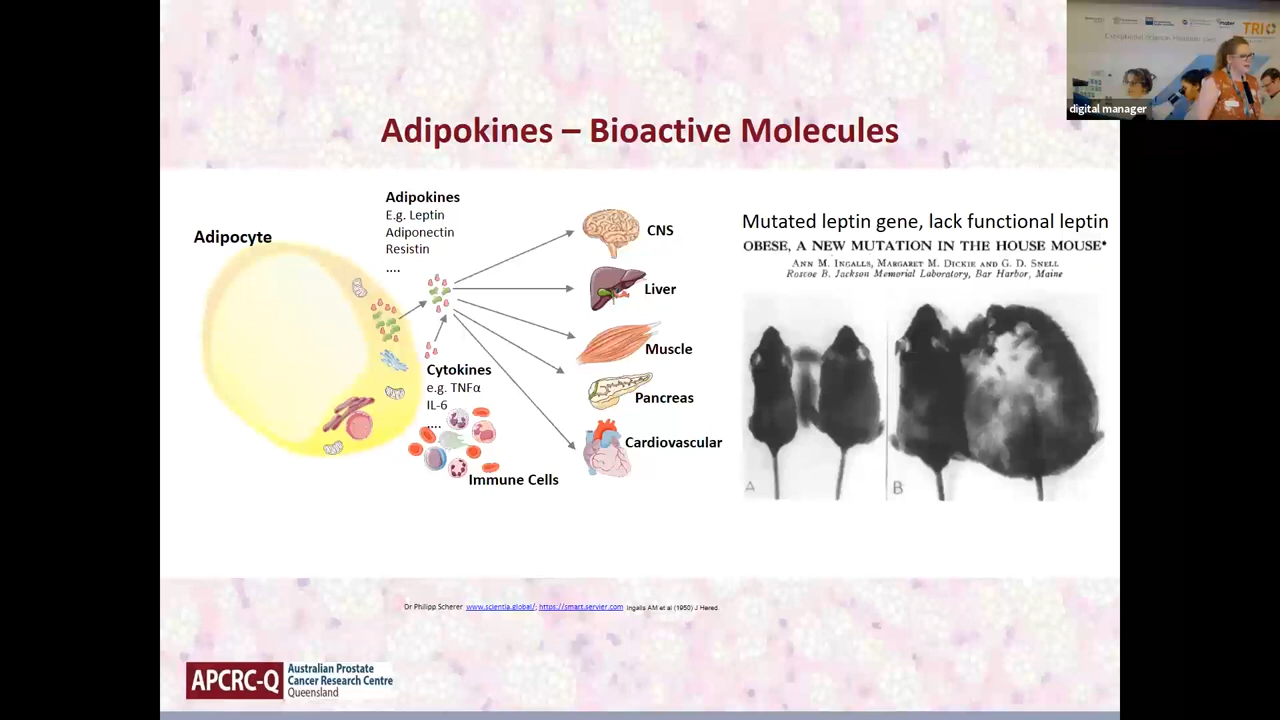 TRI
digital manager
Adipokines – Bioactive Molecules
Adipocyte
Adipokines
E.g. Leptin
Adiponectin
Resistin
....
Cytokines
e.g. TNFα
IL-6
....
Immune Cells
CNS
Liver
Muscle
Pancreas
Cardiovascular
Mutated leptin gene, lack functional leptin
OBESE, A NEW MUTATION IN THE HOUSE MOUSE*
ANN M. INGALLS, MARGARET M. DICKIE AND G. D. SNELL
Roscoe B. Jackson Memorial Laboratory, Bar Harbor, Maine
A
B
Dr Philipp Scherer www.scientia.global/; https://smart.servier.com Ingalls AM et al (1950) J Hered.
APCRC-Q
Australian Prostate
Cancer Research Centre
Queensland